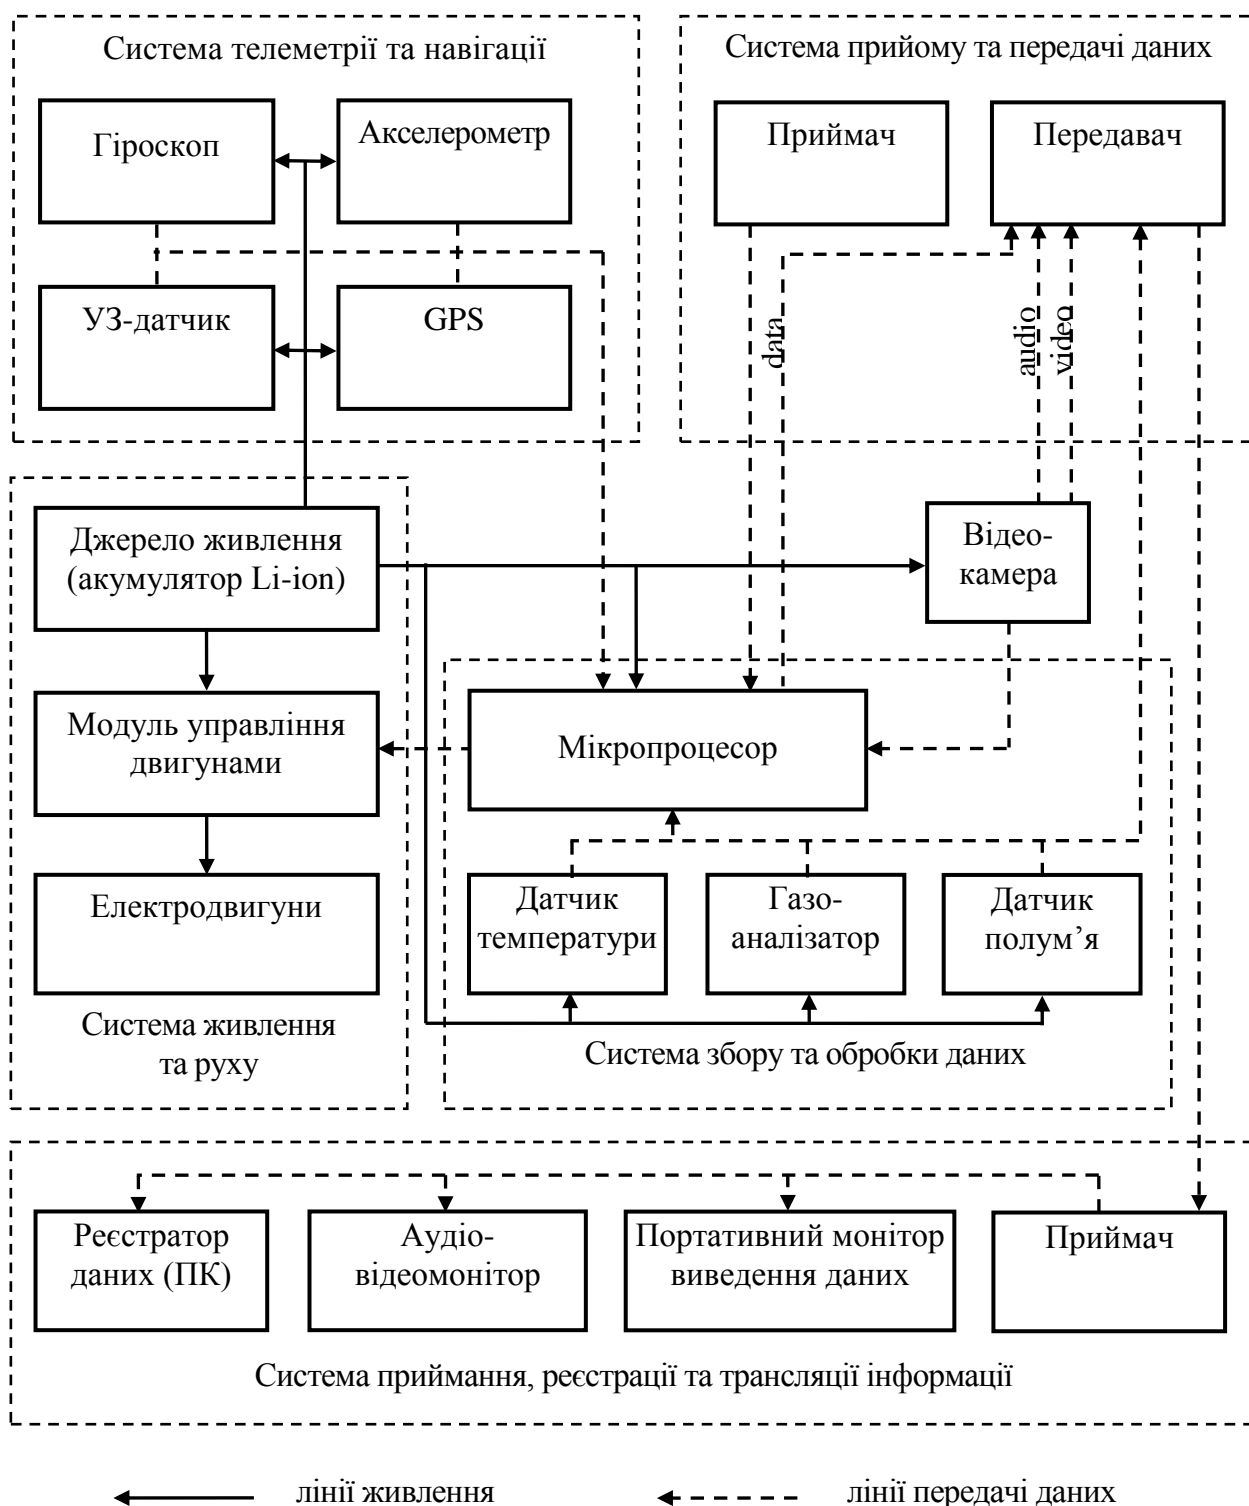 Система телеметрії та навігації
Гіроскоп
Акселерометр
УЗ-датчик
GPS
Система прийому та передачі даних
Приймач
Передавач
data
audio
video
Джерело живлення
(акумулятор Li-ion)
Модуль управління
двигунами
Електродвигуни
Система живлення
та руху
Відео-
камера
Мікропроцесор
Датчик
температури
Газо-
аналізатор
Датчик
полум’я
Система збору та обробки даних
Реєстратор
даних (ПК)
Аудіо-
відеомонітор
Портативний монітор
виведення даних
Приймач
Система приймання, реєстрації та трансляції інформації
лінії живлення
лінії передачі даних